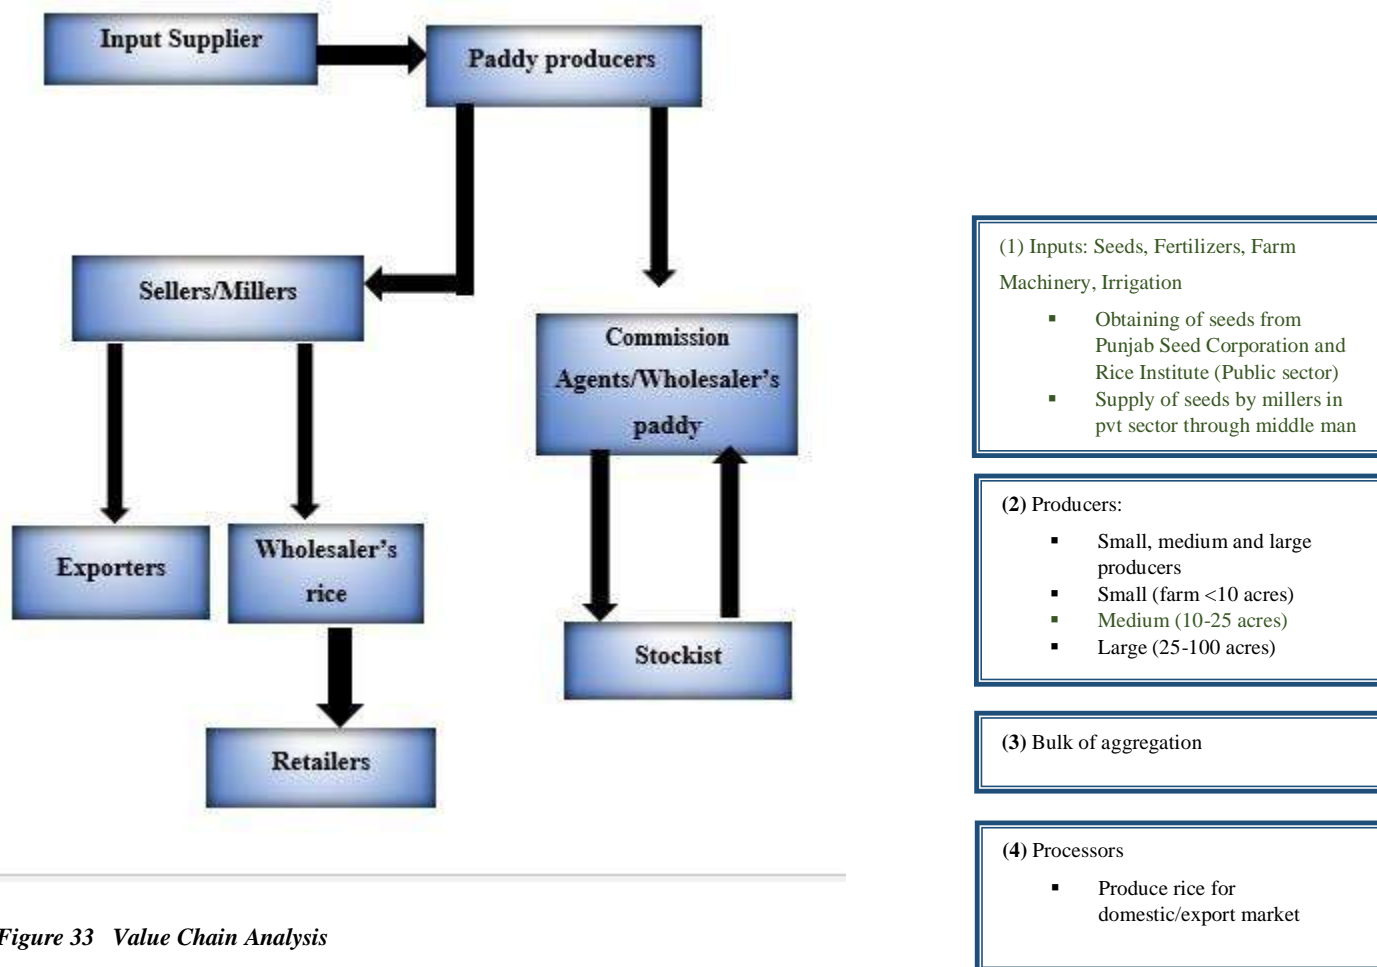 Input Supplier
Paddy producers
Sellers/Millers
Commission
Agents/Wholesaler’s
paddy
Exporters
Wholesaler’s
rice
Stockist
Retailers
Figure 33 Value Chain Analysis
(1) Inputs: Seeds, Fertilizers, Farm
Machinery, Irrigation
▪ Obtaining of seeds from
Punjab Seed Corporation and
Rice Institute (Public sector)
▪ Supply of seeds by millers in
pvt sector through middle man
(2) Producers:
▪ Small, medium and large
producers
▪ Small (farm <10 acres)
▪ Medium (10-25 acres)
▪ Large (25-100 acres)
(3) Bulk of aggregation
(4) Processors
▪ Produce rice for
domestic/export market